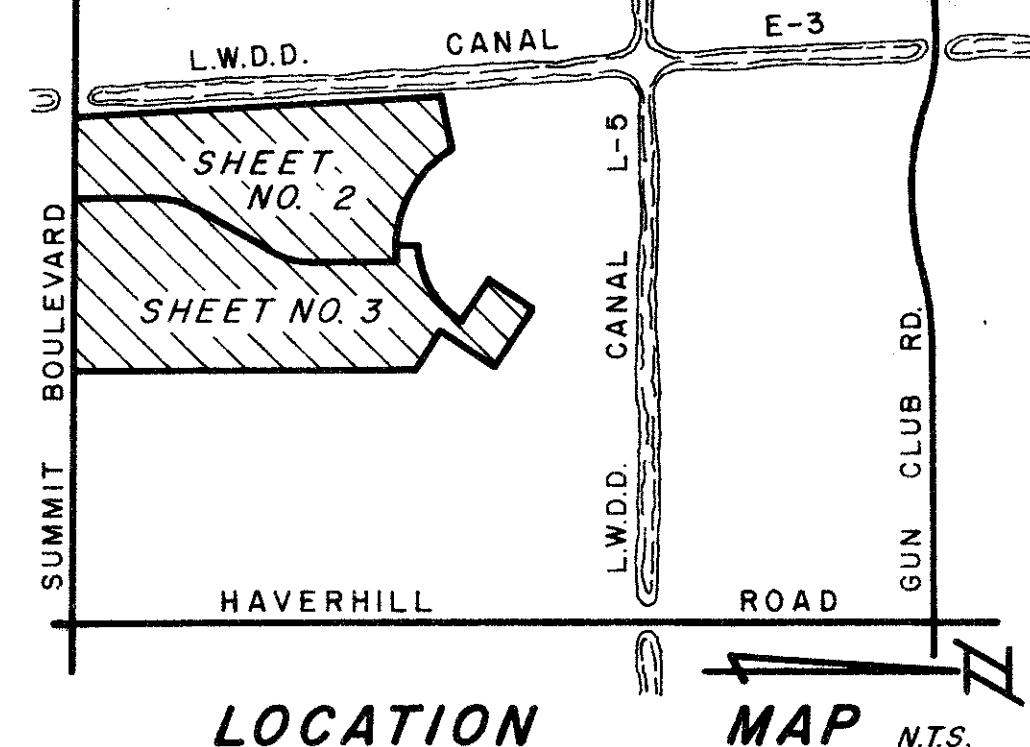 L.W.D.D. CANAL E-3
SHEET
NO. 2
SHEET NO. 3
SUMMIT BOULEVARD
L.W.D.D. CANAL L-5
GUN CLUB RD.
HAVERHILL ROAD
N
LOCATION MAP N.T.S.